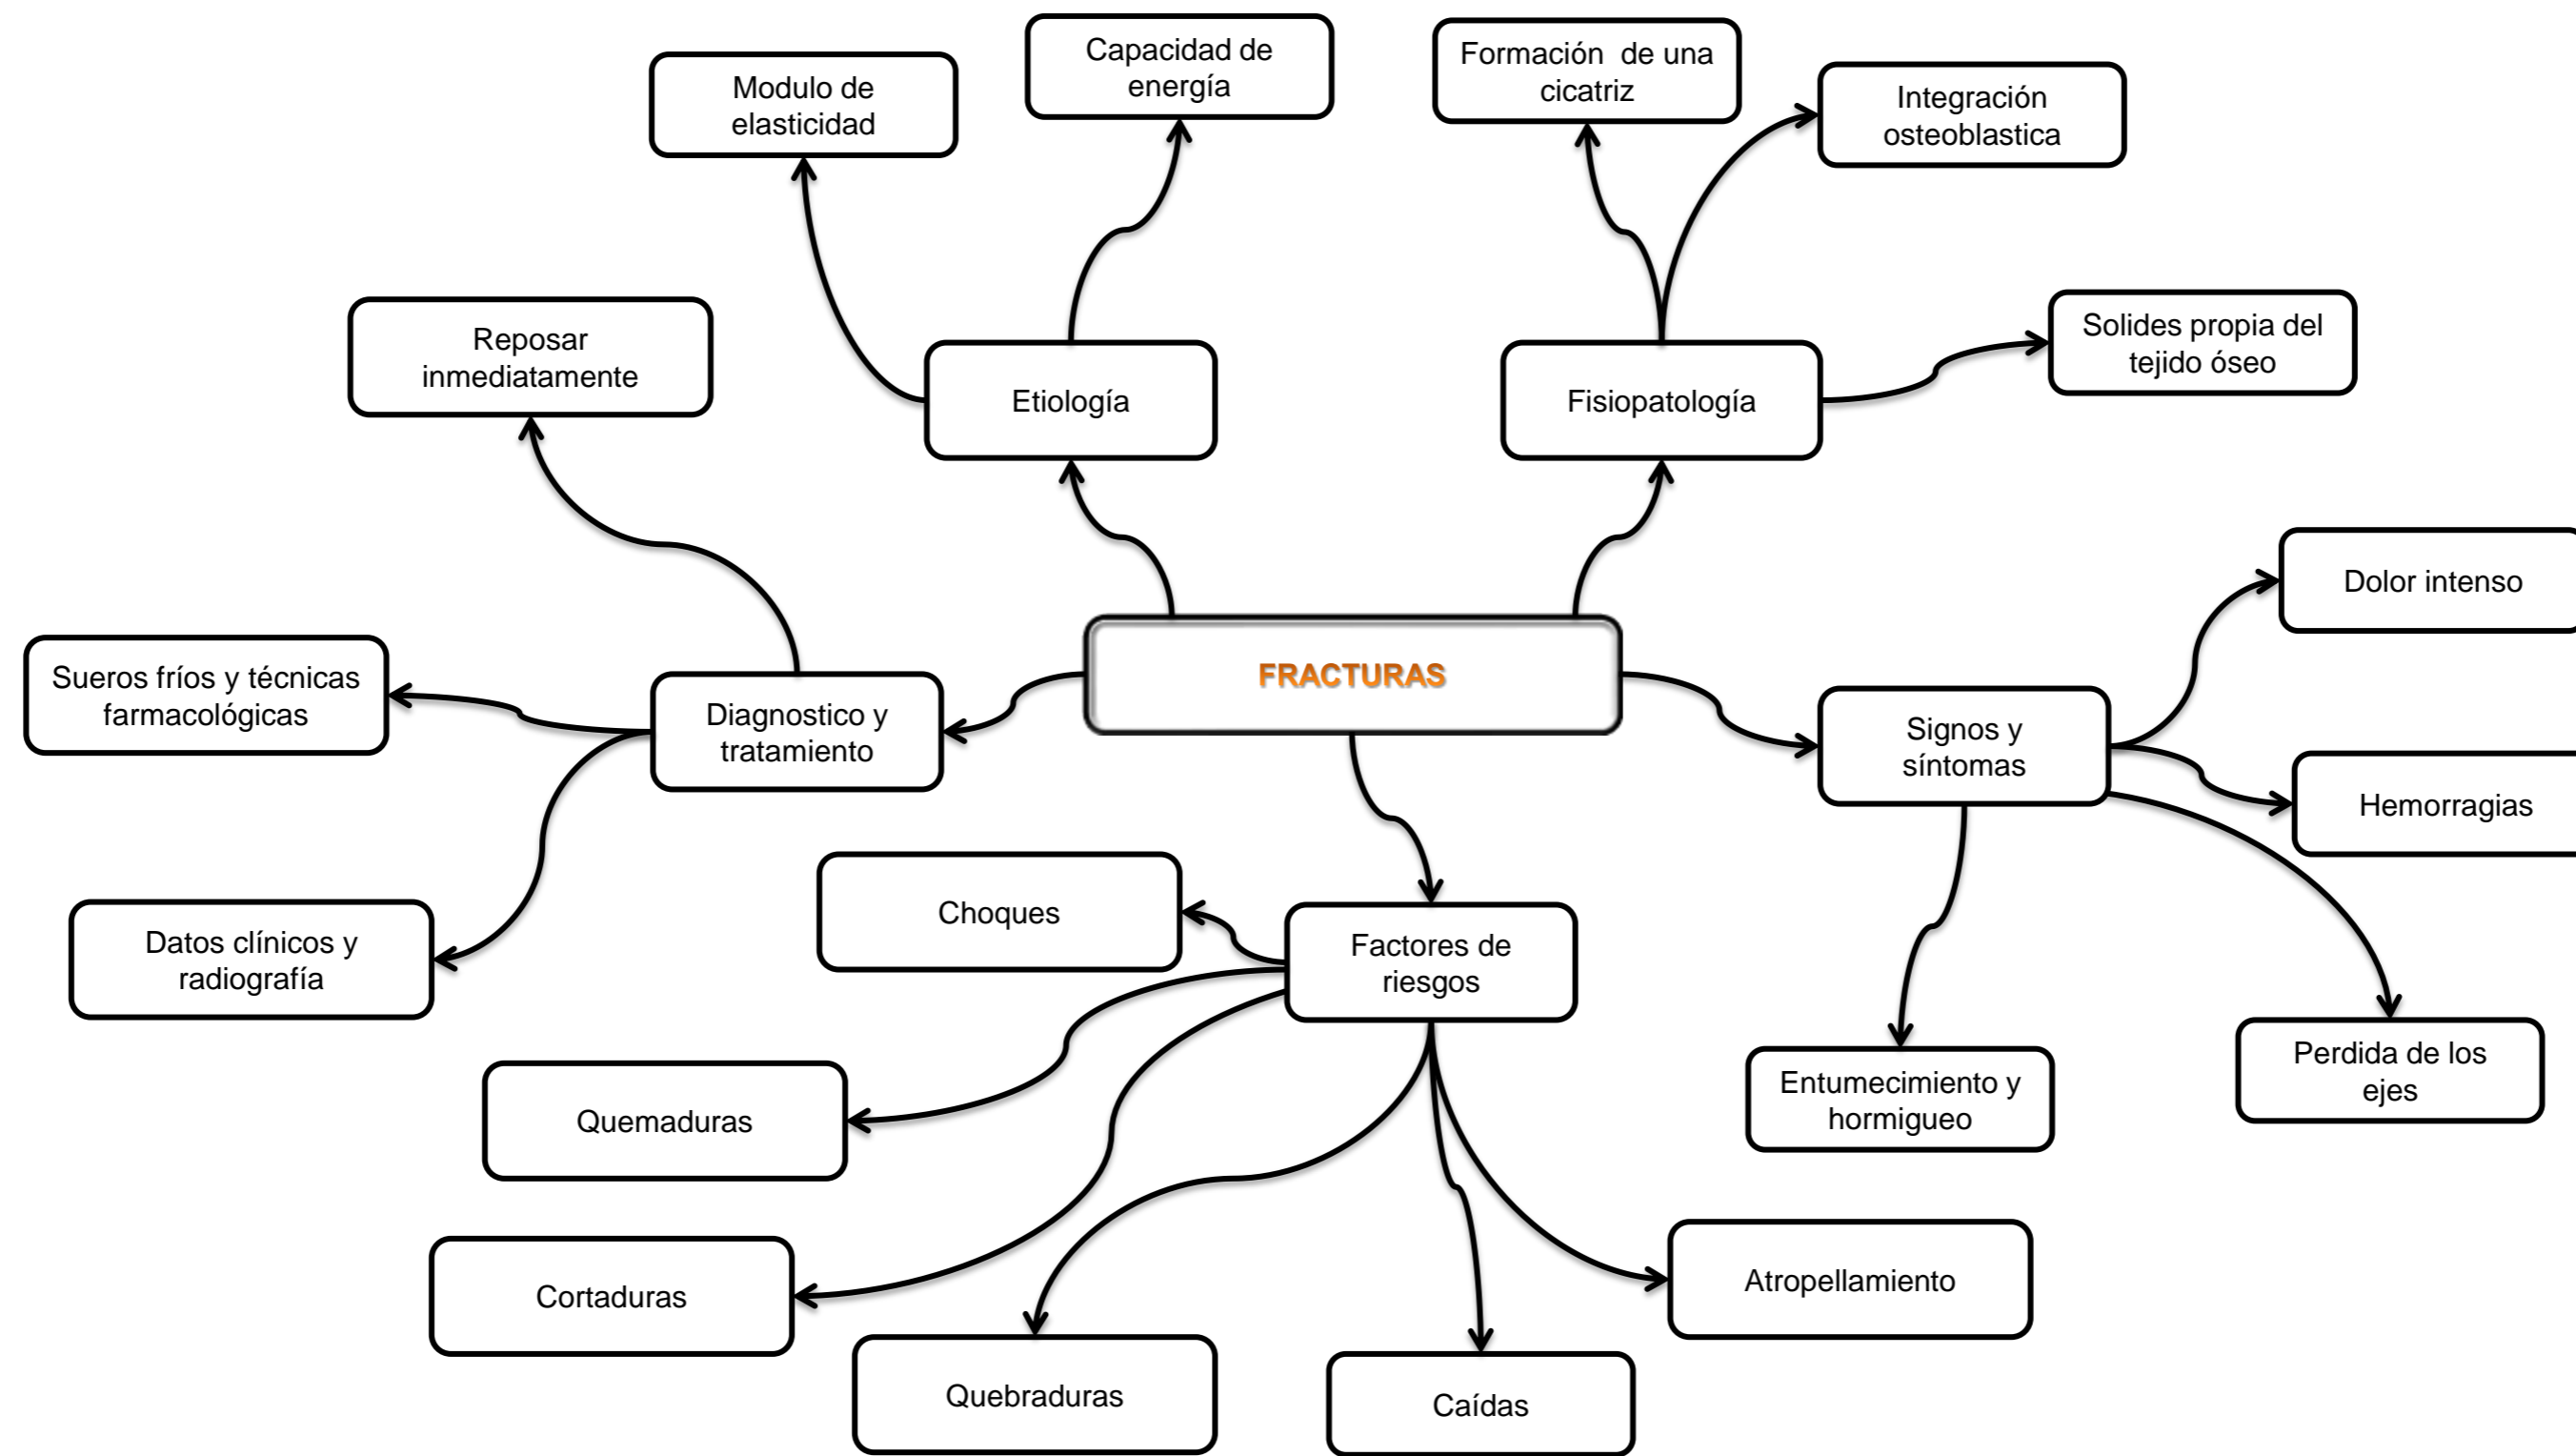 Capacidad de
energía
Formación  de una
cicatriz
Modulo de
elasticidad
Integración
osteoblastica
Reposar
inmediatamente
Etiología
Fisiopatología
Solides propia del
tejido óseo
Dolor intenso
FRACTURAS
Sueros fríos y técnicas
farmacológicas
Diagnostico y
tratamiento
Signos y
síntomas
Hemorragias
Choques
Factores de
riesgos
Datos clínicos y
radiografía
Perdida de los
ejes
Entumecimiento y
hormigueo
Quemaduras
Cortaduras
Atropellamiento
Quebraduras
Caídas